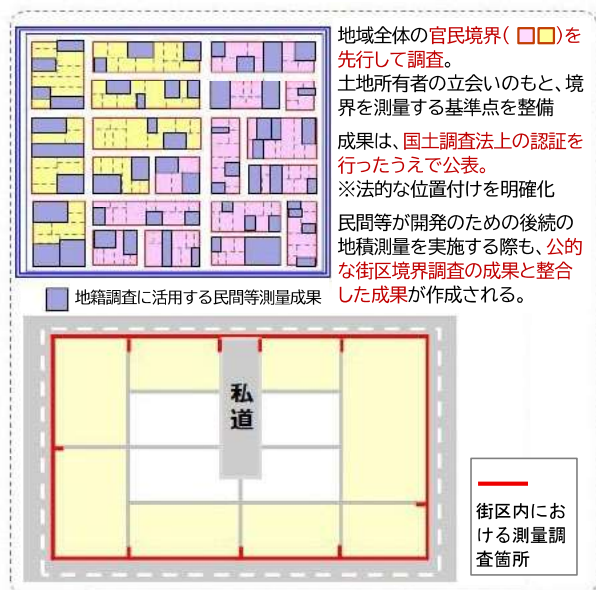 地域全体の官民境界( )を
先行して調査。
土地所有者の立会いのもと、境
界を測量する基準点を整備
成果は、国土調査法上の認証を
行ったうえで公表。
※法的な位置付けを明確化
民間等が開発のための後続の
地積測量を実施する際も、公的
な街区境界調査の成果と整合
した成果が作成される。
地籍調査に活用する民間等測量成果
私道
街区内にお
ける測量調
査箇所